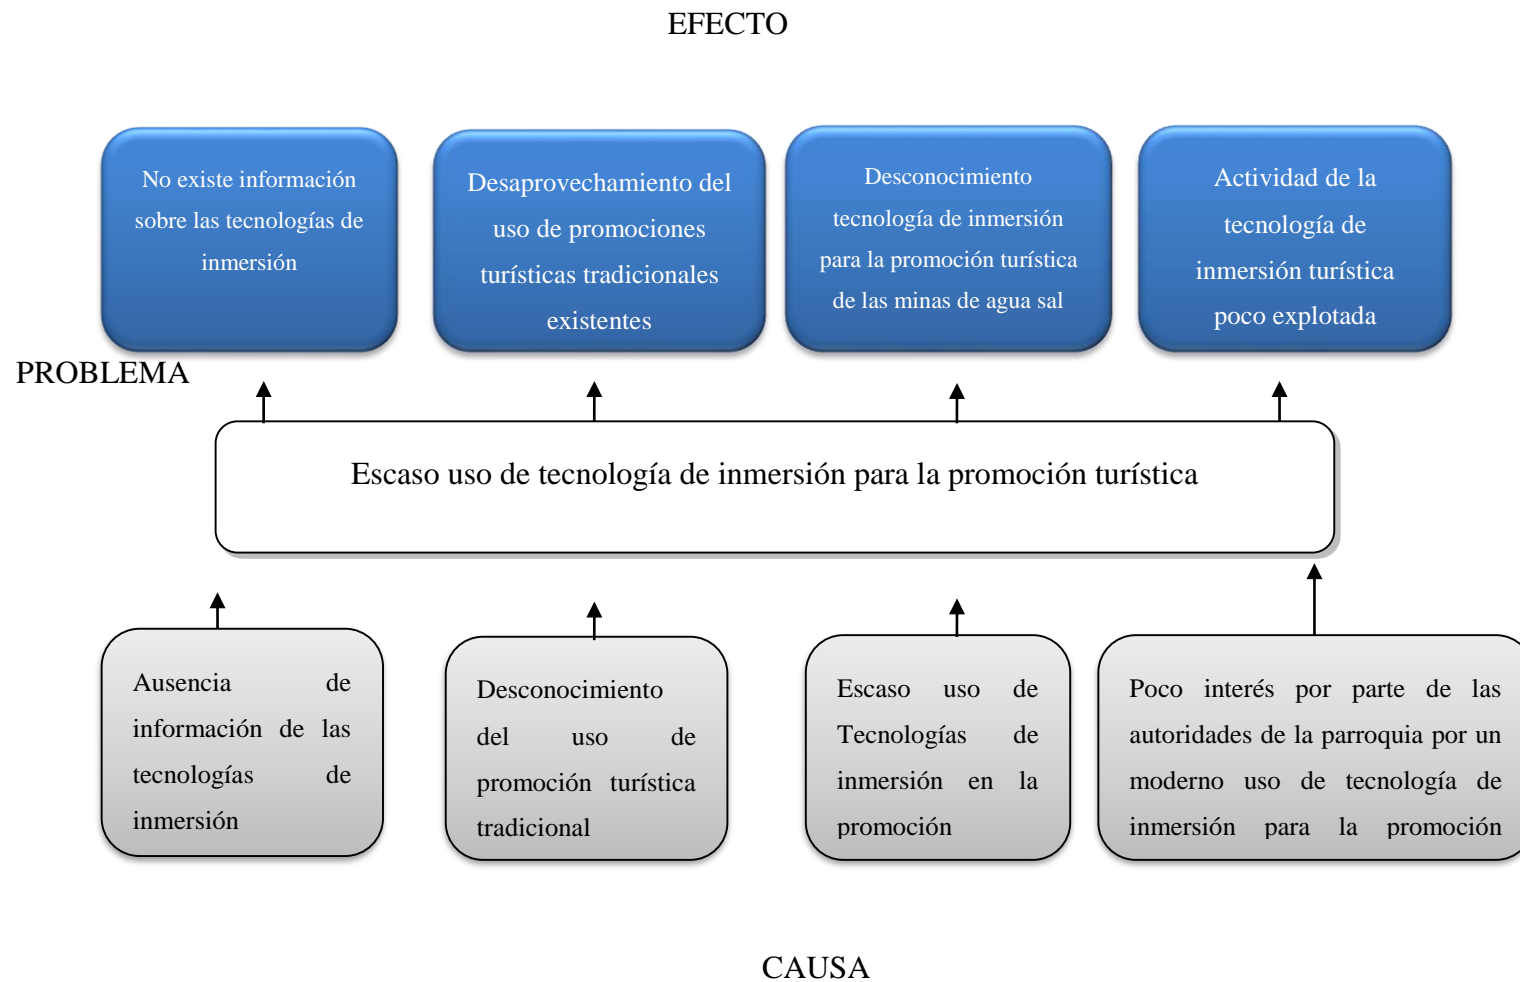 EFECTO
No existe información
sobre las tecnologías de
inmersión
Desaprovechamiento del
uso de promociones
turísticas tradicionales
existentes
Desconocimiento
tecnología de inmersión
para la promoción turística
de las minas de agua sal
Actividad de la
tecnología de
inmersión turística
poco explotada
PROBLEMA
Escaso uso de tecnología de inmersión para la promoción turística
Ausencia de
información de las
tecnologías de
inmersión
Desconocimiento
del uso de
promoción turística
tradicional
Escaso uso de
Tecnologías de
inmersión en la
promoción
Poco interés por parte de las
autoridades de la parroquia por un
moderno uso de tecnología de
inmersión para la promoción
CAUSA